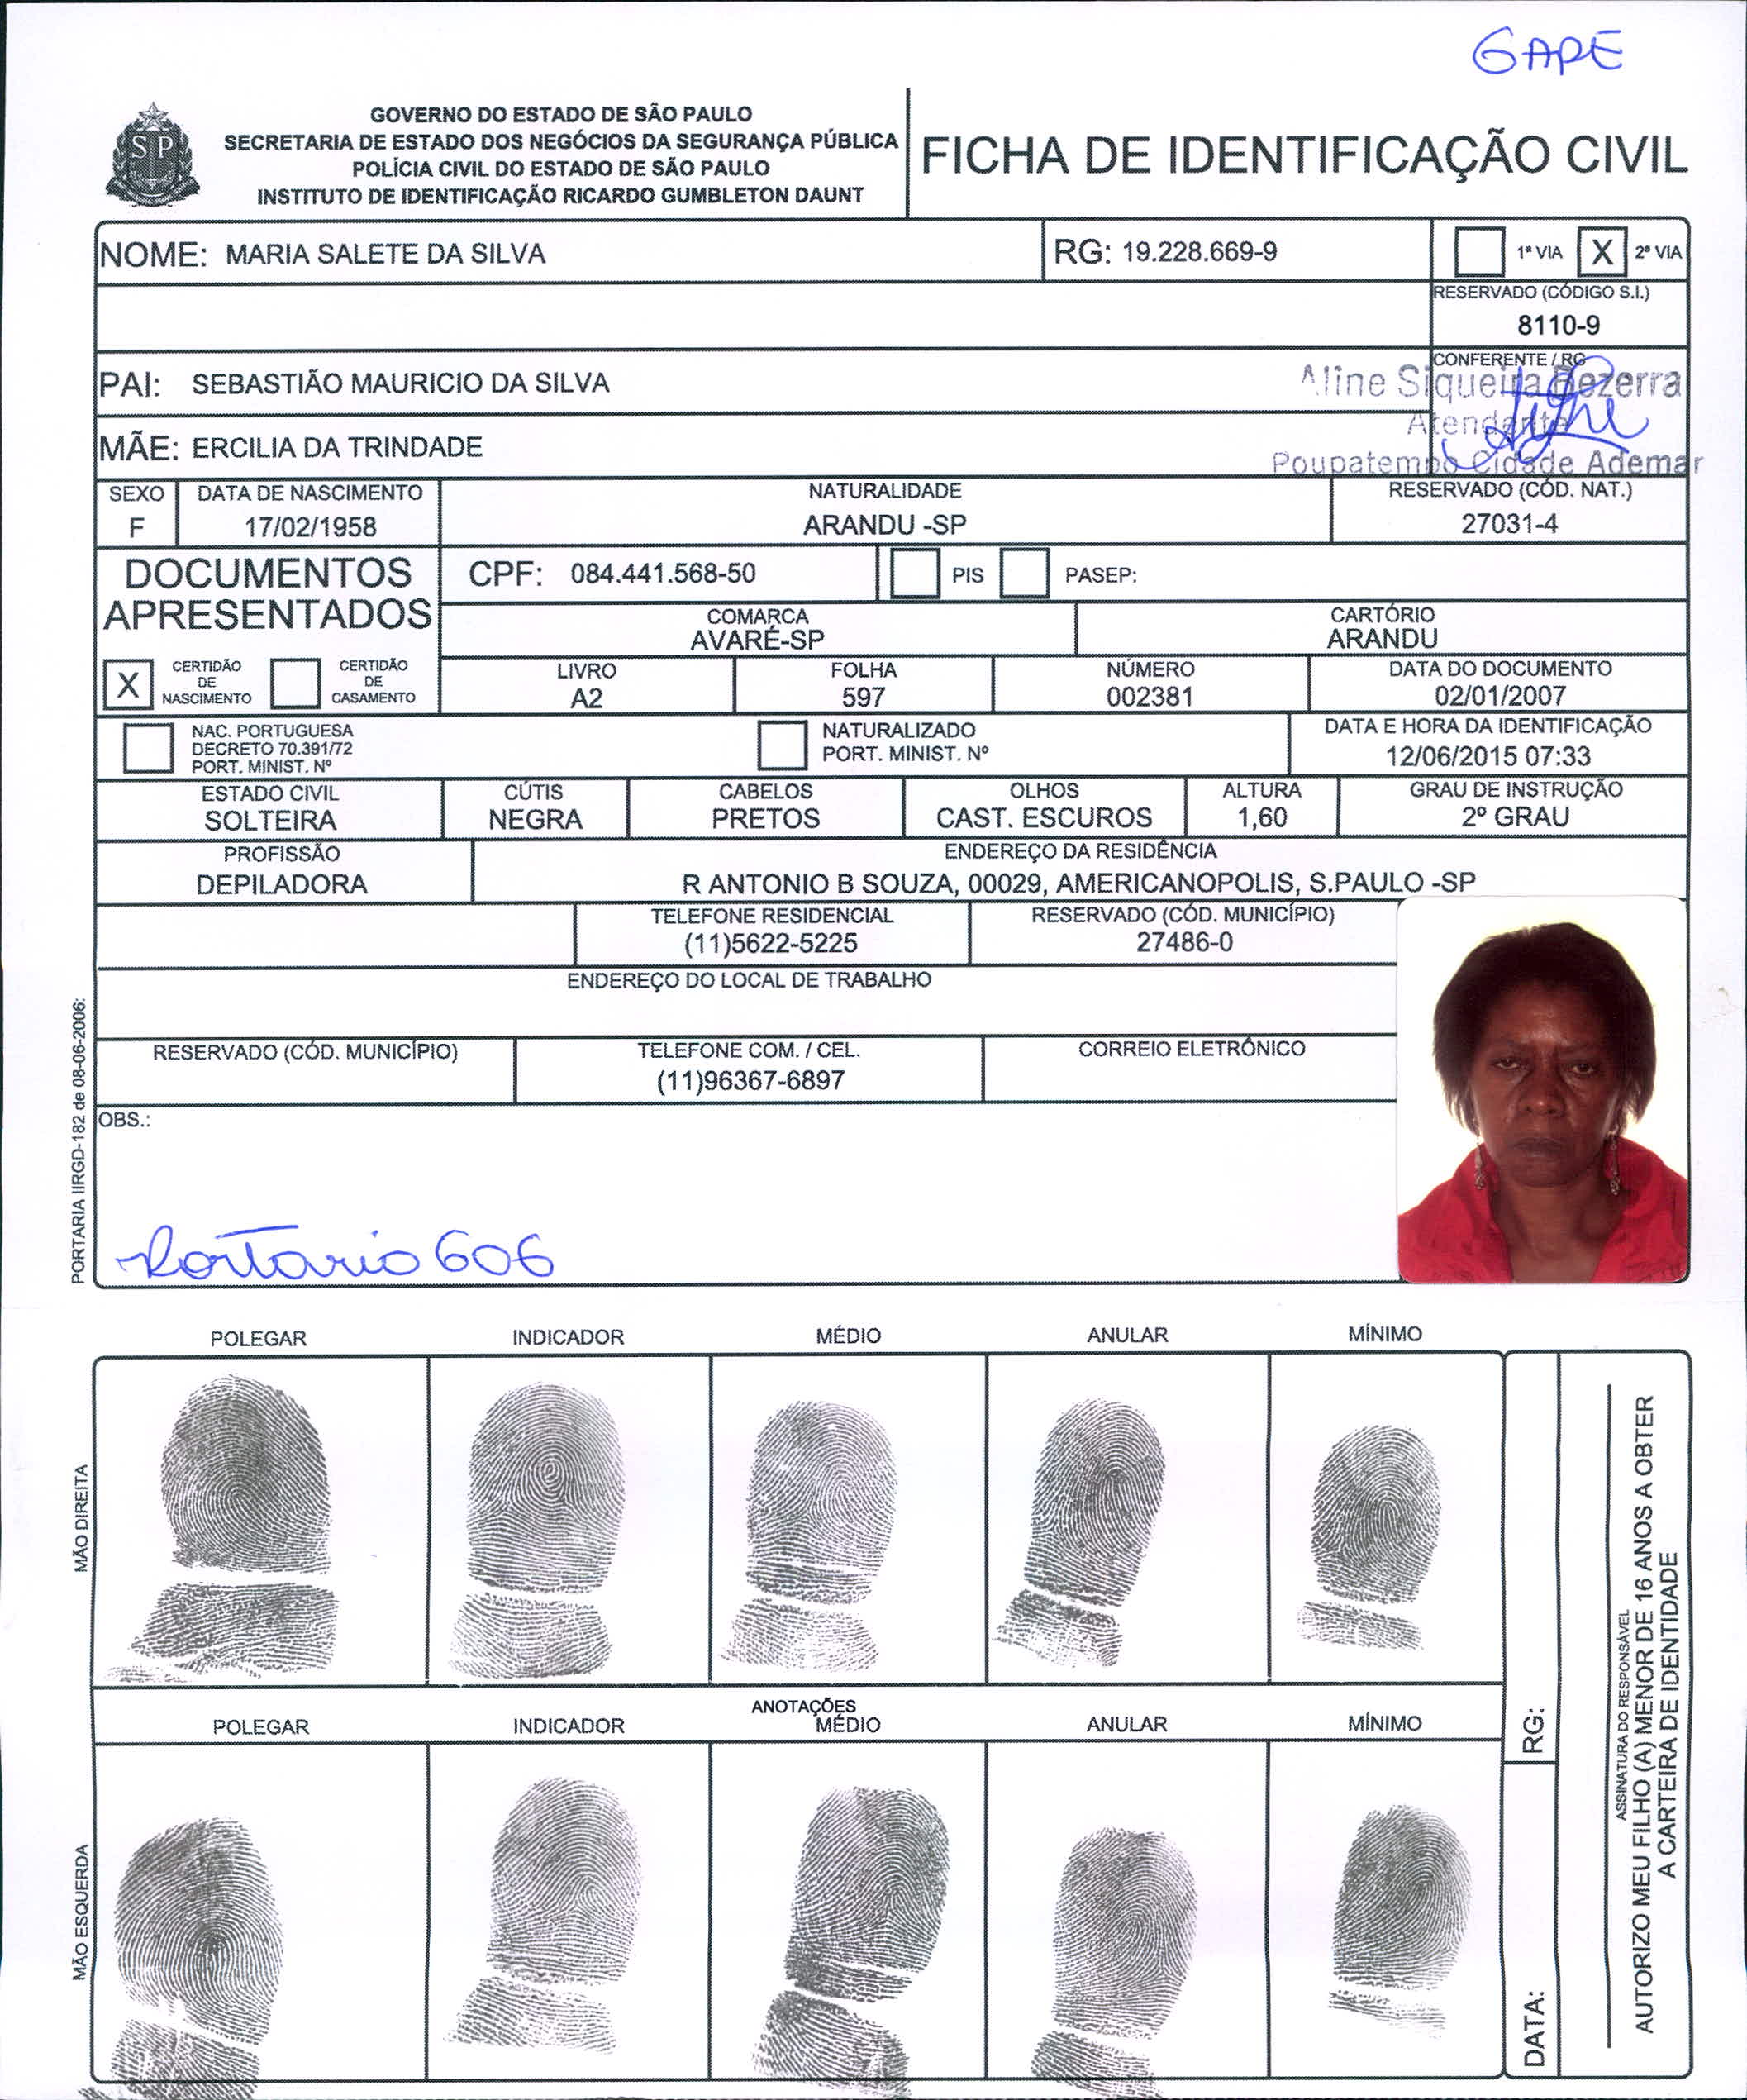 GAPE
GOVERNO DO ESTADO DE SÃO PAULO
SECRETARIA DE ESTADO DOS NEGÓCIOS DA SEGURANÇA PÚBLICA
POLÍCIA CIVIL DO ESTADO DE SÃO PAULO
INSTITUTO DE IDENTIFICAÇÃO RICARDO GUMBLETON DAUNT
SP
FICHA DE IDENTIFICAÇÃO CIVIL
NOME: MARIA SALETE DA SILVA
RG: 19.228.669-9
1ª VIA X 2ª VIA
RESERVADO (CÓDIGO S.I.)
8110-9
PAI: SEBASTIÃO MAURICIO DA SILVA
CONFERENTE / RG
Aline Siqueira Bezerra
Atendente
Poupatempo Cidade Ademar
MÃE: ERCILIA DA TRINDADE
SEXO
F
DATA DE NASCIMENTO
17/02/1958
NATURALIDADE
ARANDU -SP
RESERVADO (CÓD. NAT.)
27031-4
DOCUMENTOS
APRESENTADOS
CPF: 084.441.568-50
PIS
PASEP:
COMARCA
AVARÉ-SP
CARTÓRIO
ARANDU
X CERTIDÃO
DE
NASCIMENTO
CERTIDÃO
DE
CASAMENTO
LIVRO
A2
FOLHA
597
NÚMERO
002381
DATA DO DOCUMENTO
02/01/2007
NAC. PORTUGUESA
DECRETO 70.391/72
PORT. MINIST. Nº
NATURALIZADO
PORT. MINIST. Nº
DATA E HORA DA IDENTIFICAÇÃO
12/06/2015 07:33
ESTADO CIVIL
SOLTEIRA
CÚTIS
NEGRA
CABELOS
PRETOS
OLHOS
CAST. ESCUROS
ALTURA
1,60
GRAU DE INSTRUÇÃO
2º GRAU
PROFISSÃO
DEPILADORA
ENDEREÇO DA RESIDÊNCIA
R ANTONIO B SOUZA, 00029, AMERICANOPOLIS, S.PAULO -SP
TELEFONE RESIDENCIAL
(11)5622-5225
RESERVADO (CÓD. MUNICÍPIO)
27486-0
ENDEREÇO DO LOCAL DE TRABALHO
RESERVADO (CÓD. MUNICÍPIO)
TELEFONE COM. / CEL.
(11)96367-6897
CORREIO ELETRÔNICO
OBS.:
Portario 606
PORTARIA IIRGD-182 de 08-06-2006:
POLEGAR INDICADOR MÉDIO ANULAR MÍNIMO
MÃO DIREITA
ANOTAÇÕES
POLEGAR INDICADOR MÉDIO ANULAR MÍNIMO
MÃO ESQUERDA
RG:
DATA:
ASSINATURA DO RESPONSÁVEL
AUTORIZO MEU FILHO (A) MENOR DE 16 ANOS A OBTER
A CARTEIRA DE IDENTIDADE